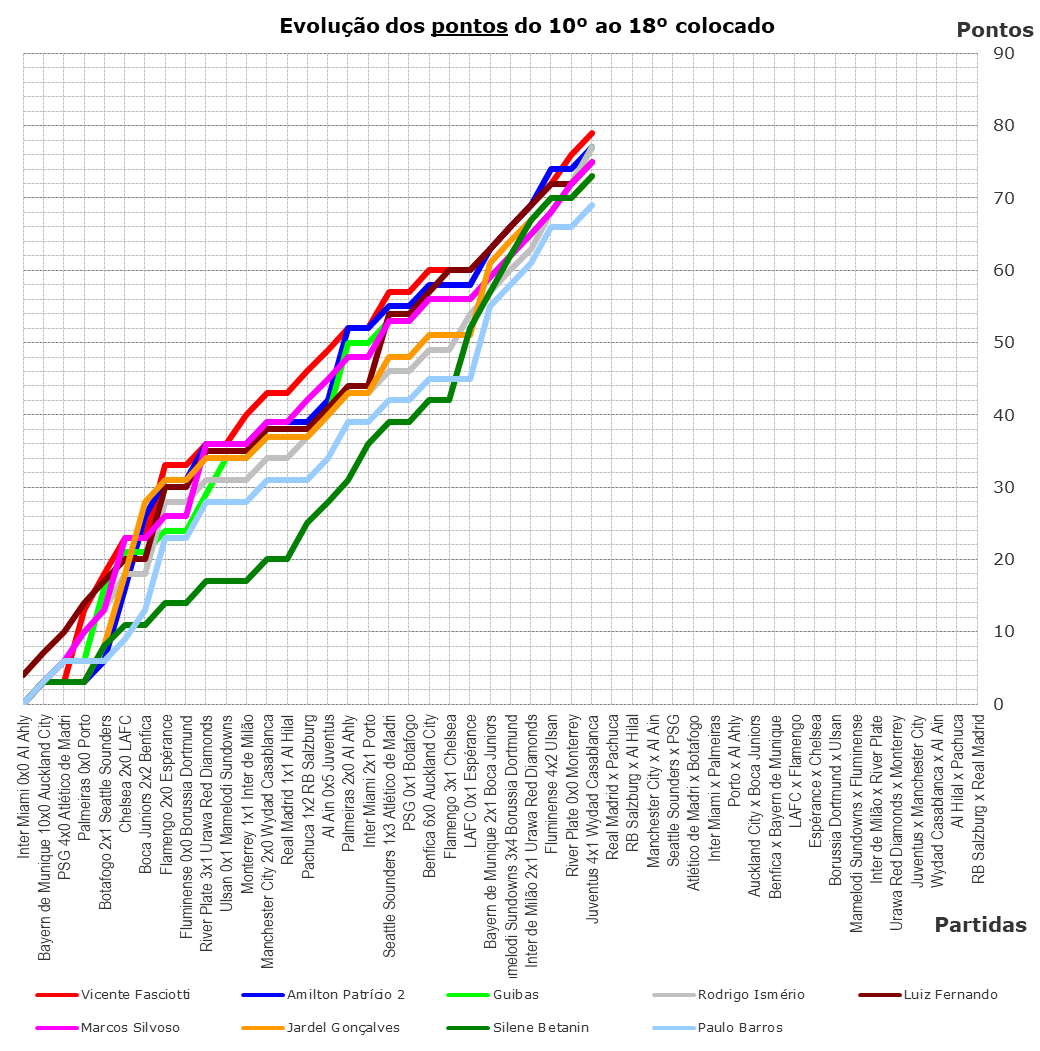 Evolução dos pontos do 10º ao 18º colocado
Pontos
90
80
70
60
50
40
30
20
10
0
Inter Miami 0x0 Al Ahly
Bayern de Munique 10x0 Auckland City
PSG 4x0 Atlético de Madri
Palmeiras 0x0 Porto
Botafogo 2x1 Seattle Sounders
Chelsea 2x0 LAFC
Boca Juniors 2x2 Benfica
Flamengo 2x0 Espérance
Fluminense 0x0 Borussia Dortmund
River Plate 3x1 Urawa Red Diamonds
Ulsan 0x1 Mamelodi Sundowns
Monterrey 1x1 Inter de Milão
Manchester City 2x0 Wydad Casablanca
Real Madrid 1x1 Al Hilal
Pachuca 1x2 RB Salzburg
Al Ain 0x5 Juventus
Palmeiras 2x0 Al Ahly
Inter Miami 2x1 Porto
Seattle Sounders 1x3 Atlético de Madri
PSG 0x1 Botafogo
Benfica 6x0 Auckland City
Flamengo 3x1 Chelsea
LAFC 0x1 Espérance
Bayern de Munique 2x1 Boca Juniors
melodi Sundowns 3x4 Borussia Dortmund
Inter de Milão 2x1 Urawa Red Diamonds
Fluminense 4x2 Ulsan
River Plate 0x0 Monterrey
Juventus 4x1 Wydad Casablanca
Real Madrid x Pachuca
RB Salzburg x Al Hilal
Manchester City x Al Ain
Seattle Sounders x PSG
Atlético de Madri x Botafogo
Inter Miami x Palmeiras
Porto x Al Ahly
Auckland City x Boca Juniors
Benfica x Bayern de Munique
LAFC x Flamengo
Espérance x Chelsea
Borussia Dortmund x Ulsan
Mamelodi Sundowns x Fluminense
Inter de Milão x River Plate
Urawa Red Diamonds x Monterrey
Juventus x Manchester City
Wydad Casablanca x Al Ain
Al Hilal x Pachuca
RB Salzburg x Real Madrid
Partidas
Vicente Fasciotti
Amilton Patrício 2
Guibas
Rodrigo Ismério
Luiz Fernando
Marcos Silvoso
Jardel Gonçalves
Silene Betanin
Paulo Barros